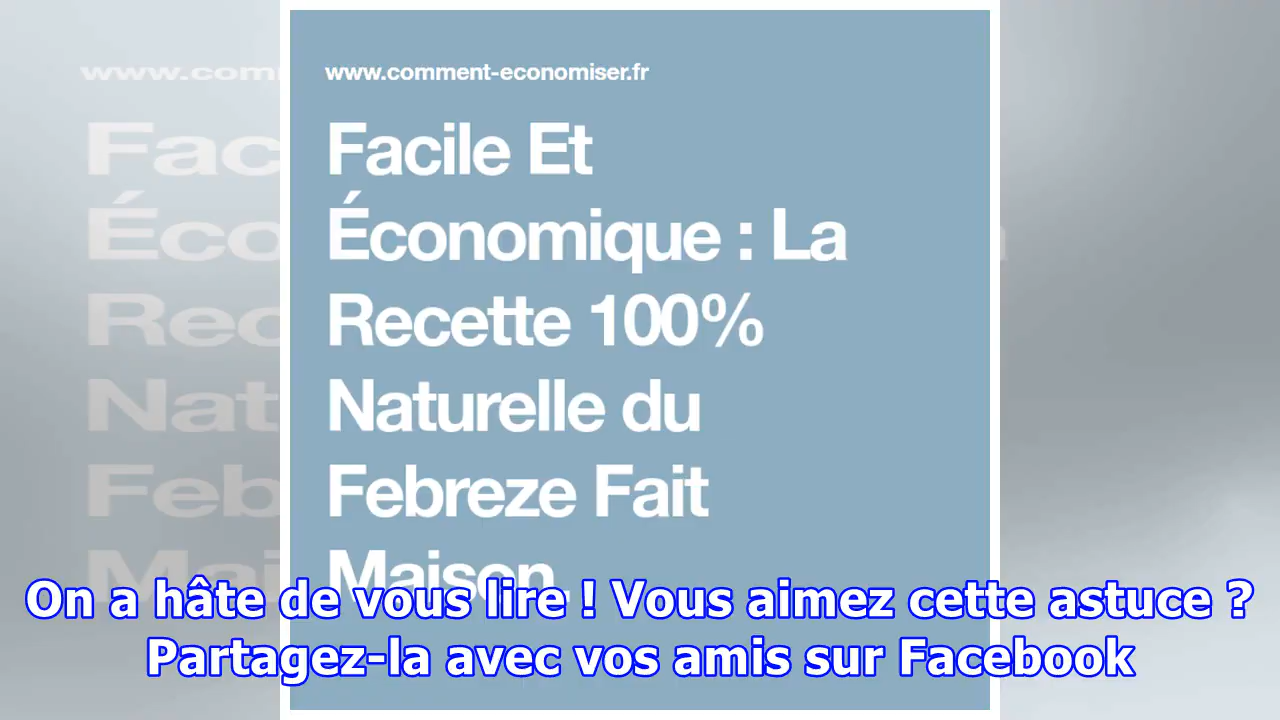 www.comment-economiser.fr
Facile Et
Économique : La
Recette 100%
Naturelle du
Febreze Fait
Maison.
On a hâte de vous lire ! Vous aimez cette astuce ?
Partagez-la avec vos amis sur Facebook